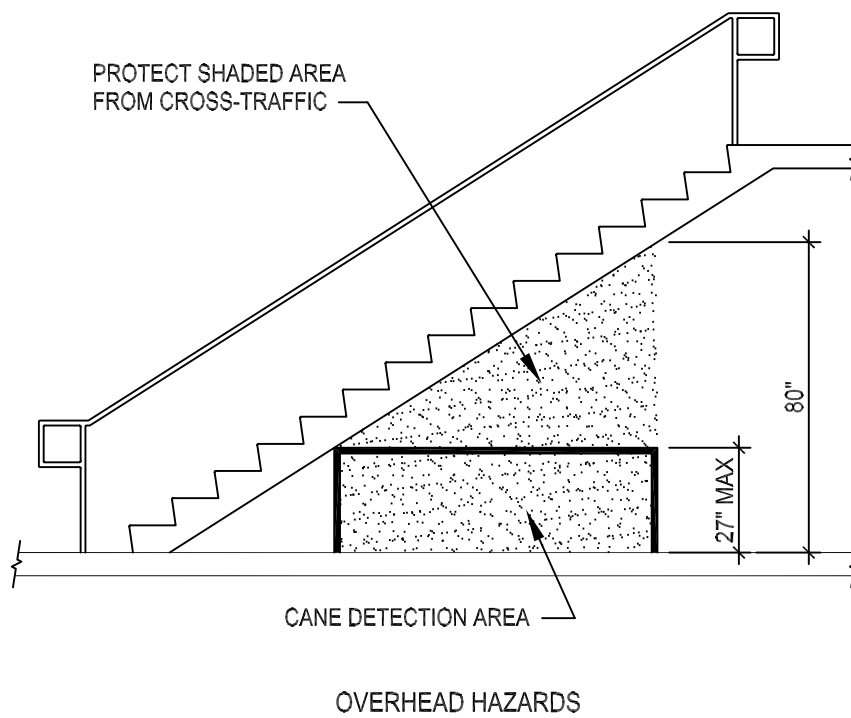 PROTECT SHADED AREA
FROM CROSS-TRAFFIC
80"
27" MAX
CANE DETECTION AREA
OVERHEAD HAZARDS